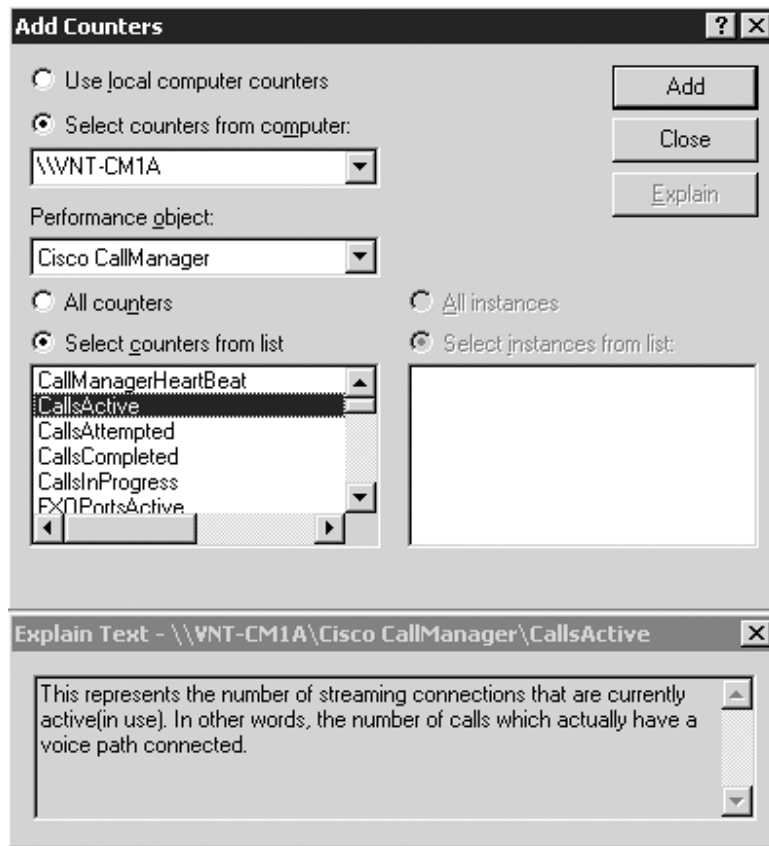 Add Counters
Use local computer counters
Select counters from computer:
\\VNT-CM1A
Performance object:
Cisco CallManager
All counters
Select counters from list
CallManagerHeartBeat
CallsActive
CallsAttempted
CallsCompleted
CallsInProgress
FXOPortsActive
Add
Close
Explain
All instances
Select instances from list:
Explain Text - \\VNT-CM1A\Cisco CallManager\CallsActive
This represents the number of streaming connections that are currently
active(in use). In other words, the number of calls which actually have a
voice path connected.